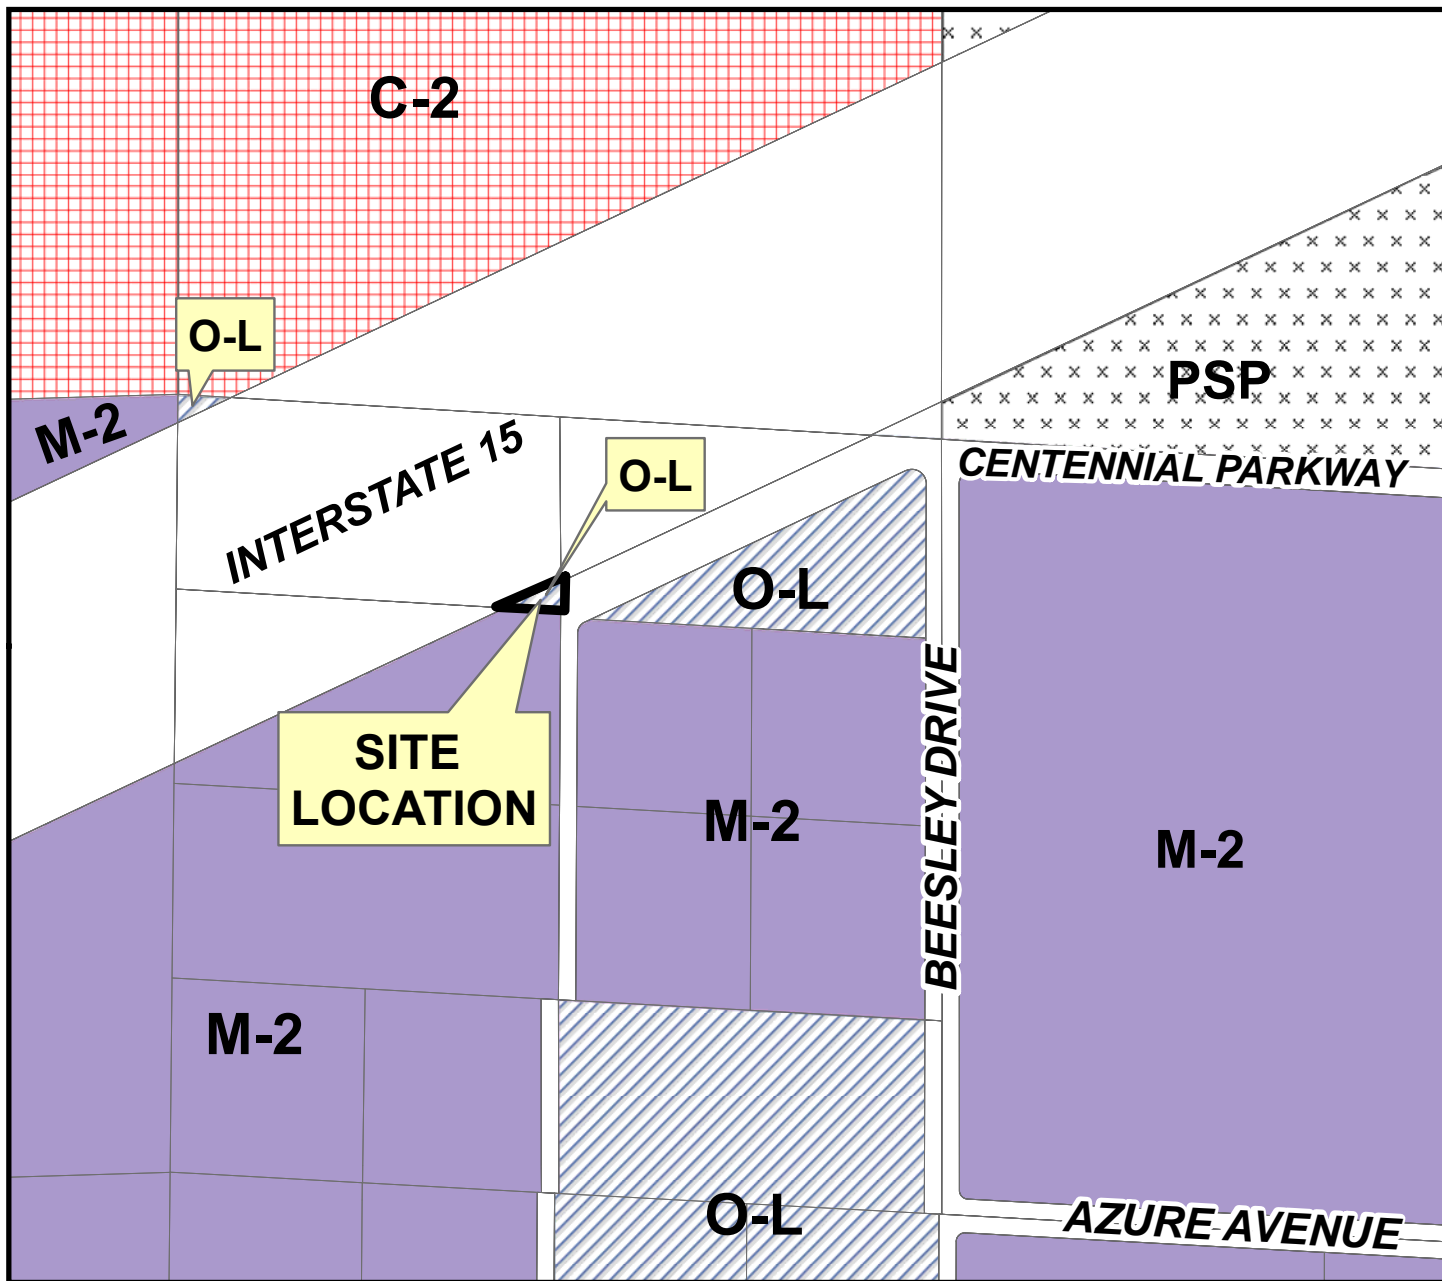 C-2
O-L
PSP
M-2
INTERSTATE 15
O-L
CENTENNIAL PARKWAY
O-L
SITE
LOCATION
BEESLEY DRIVE
M-2
M-2
M-2
O-L
AZURE AVENUE